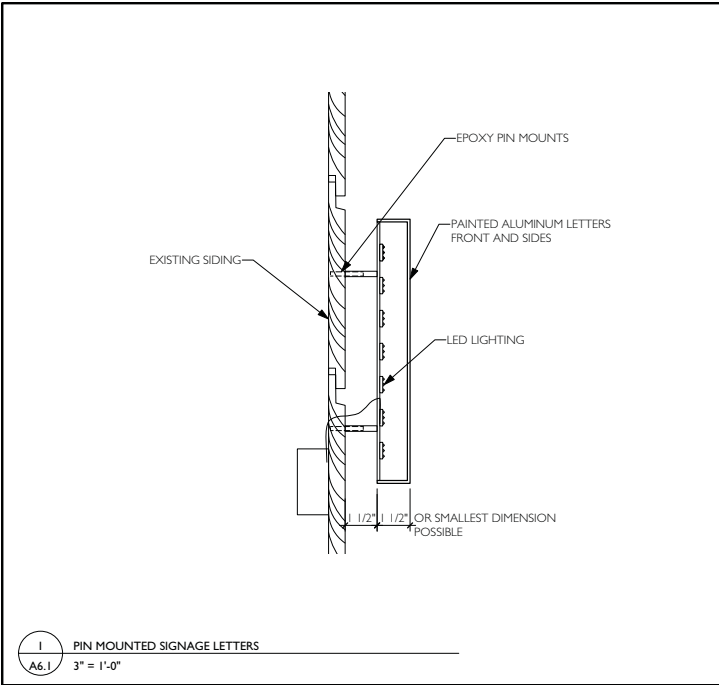 EPOXY PIN MOUNTS
PAINTED ALUMINUM LETTERS
FRONT AND SIDES
EXISTING SIDING
LED LIGHTING
1 1/2" 1 1/2" OR SMALLEST DIMENSION
POSSIBLE
1 PIN MOUNTED SIGNAGE LETTERS
A6.1 3" = 1'-0"